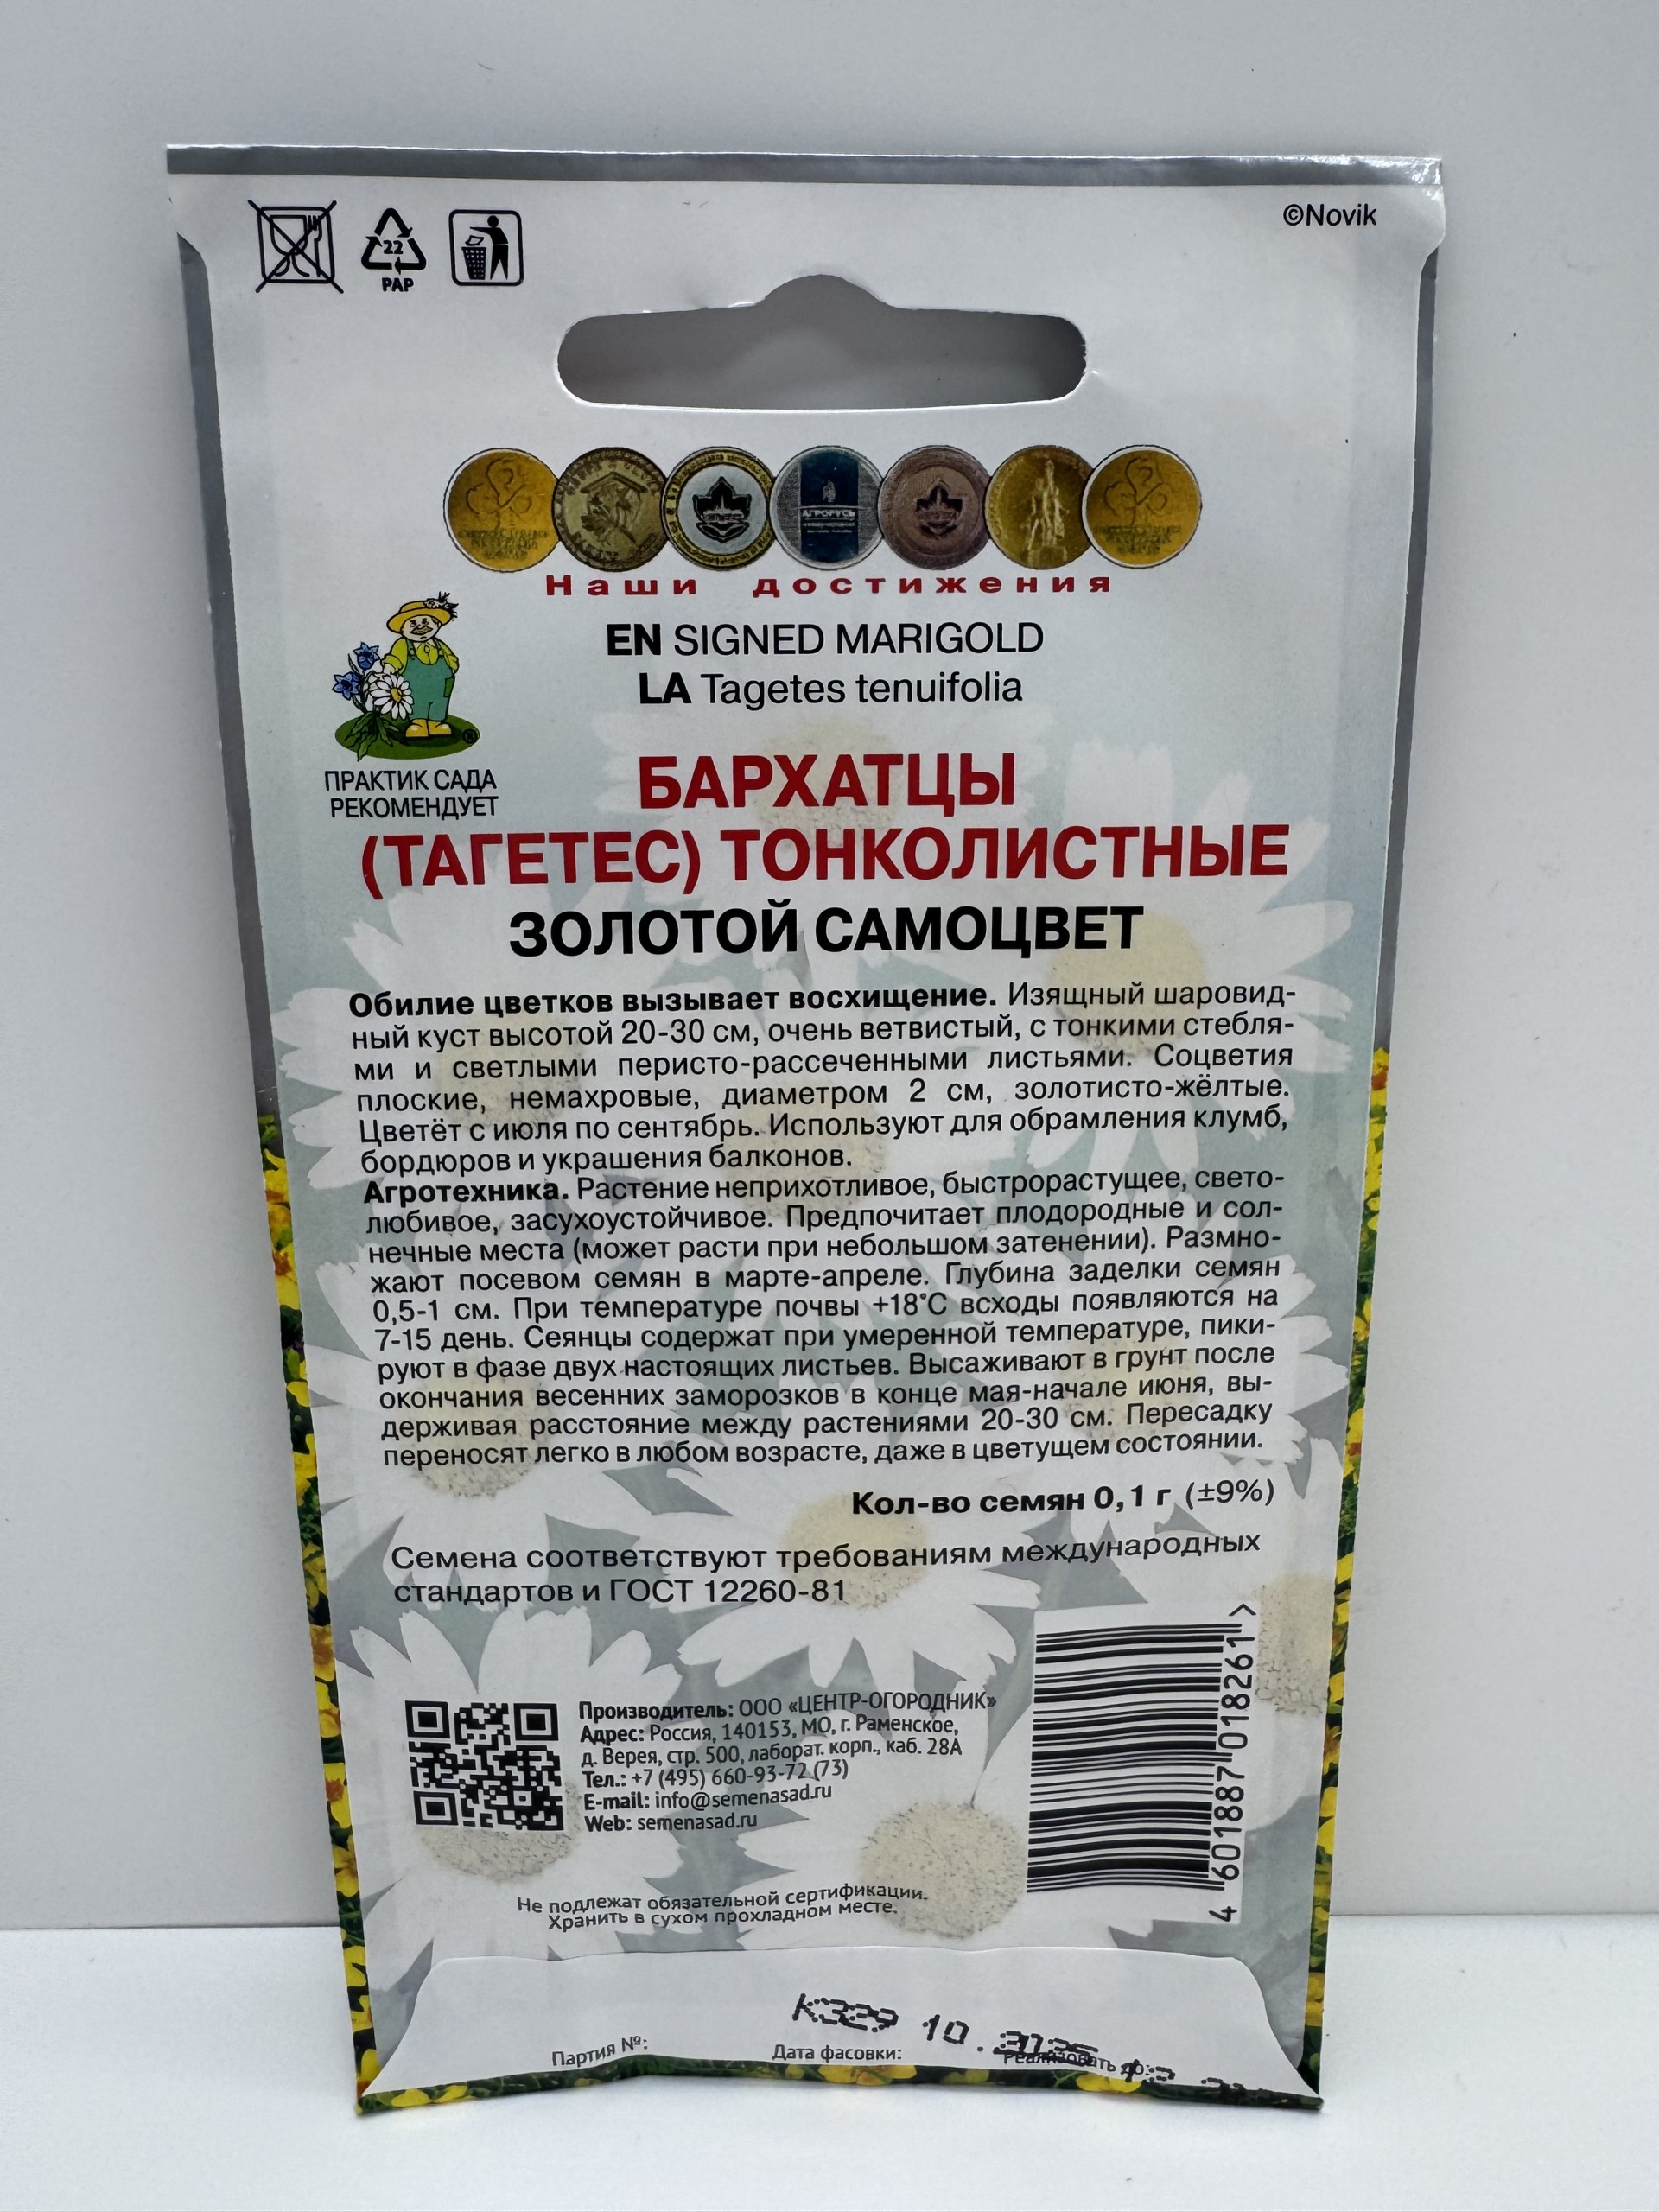 ©Novik
22
PAP
АГРОРУСЬ
Наши достижения
EN SIGNED MARIGOLD
LA Tagetes tenuifolia
®
ПРАКТИК САДА
РЕКОМЕНДУЕТ
БАРХАТЦЫ
(ТАГЕТЕС) ТОНКОЛИСТНЫЕ
ЗОЛОТОЙ САМОЦВЕТ
Обилие цветков вызывает восхищение. Изящный шаровид-
ный куст высотой 20-30 см, очень ветвистый, с тонкими стебля-
ми и светлыми перисто-рассеченными листьями. Соцветия
плоские, немахровые, диаметром 2 см, золотисто-жёлтые.
Цветёт с июля по сентябрь. Используют для обрамления клумб,
бордюров и украшения балконов.
Агротехника. Растение неприхотливое, быстрорастущее, свето-
любивое, засухоустойчивое. Предпочитает плодородные и сол-
нечные места (может расти при небольшом затенении). Размно-
жают посевом семян в марте-апреле. Глубина заделки семян
0,5-1 см. При температуре почвы +18°С всходы появляются на
7-15 день. Сеянцы содержат при умеренной температуре, пики-
руют в фазе двух настоящих листьев. Высаживают в грунт после
окончания весенних заморозков в конце мая-начале июня, вы-
держивая расстояние между растениями 20-30 см. Пересадку
переносят легко в любом возрасте, даже в цветущем состоянии.
Кол-во семян 0,1 г (±9%)
Семена соответствуют требованиям международных
стандартов и ГОСТ 12260-81
Производитель: ООО «ЦЕНТР-ОГОРОДНИК»
Адрес: Россия, 140153, МО, г. Раменское,
д. Верея, стр. 500, лаборат. корп., каб. 28А
Тел.: +7 (495) 660-93-72 (73)
E-mail: info@semenasad.ru
Web: semenasad.ru
4 601887 018261 >
Не подлежат обязательной сертификации.
Хранить в сухом прохладном месте.
К329 10.2025
Партия №:
Дата фасовки:
Реализовать до: